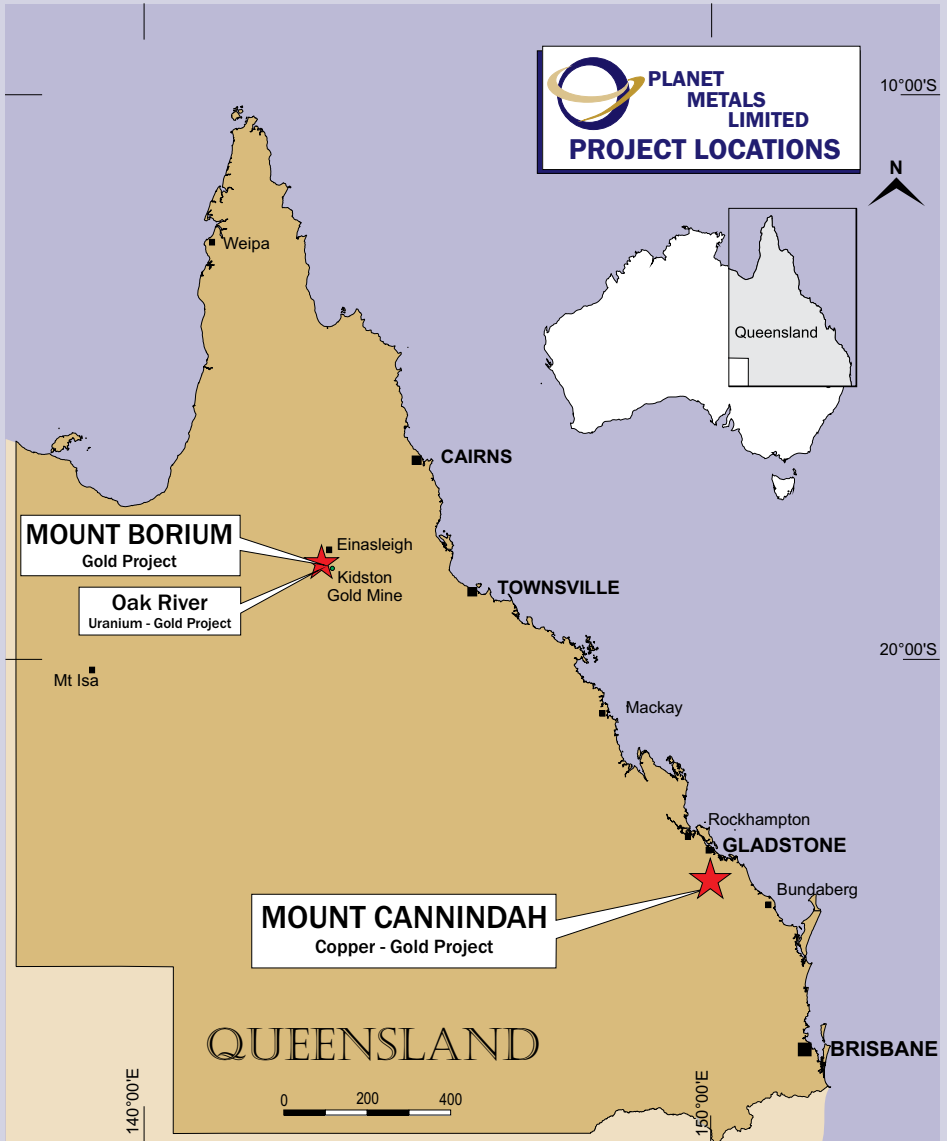 PLANET
METALS
LIMITED
PROJECT LOCATIONS
10°00'S
N
Weipa
Queensland
CAIRNS
MOUNT BORIUM
Gold Project
Einasleigh
Kidston
Gold Mine
Oak River
Uranium - Gold Project
TOWNSVILLE
20°00'S
Mt Isa
Mackay
Rockhampton
GLADSTONE
Bundaberg
MOUNT CANNINDAH
Copper - Gold Project
QUEENSLAND
BRISBANE
140°00'E
150°00'E
0 200 400